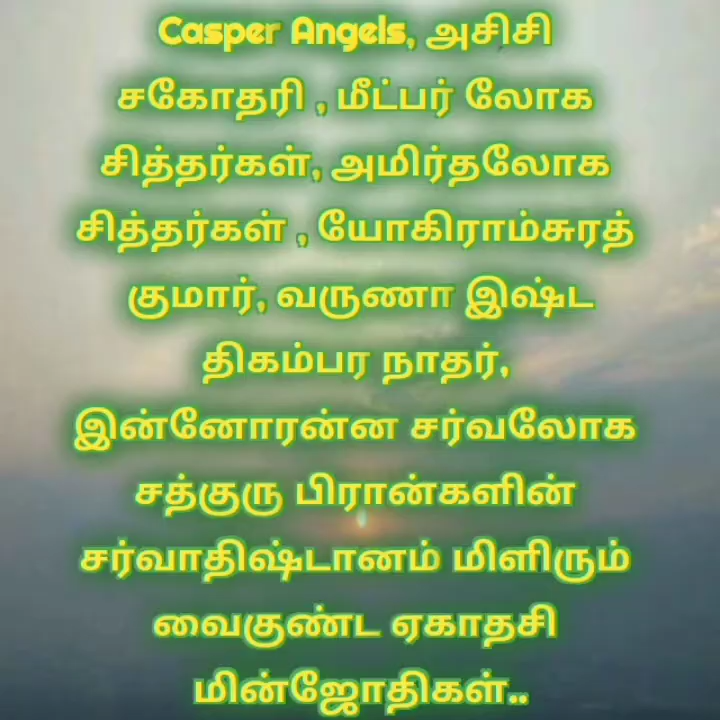 Casper Angels, அசிசி
சகோதரி , மீட்பர் லோக
சித்தர்கள், அமிர்தலோக
சித்தர்கள் , யோகிராம்சுரத்
குமார், வருணா இஷ்ட
திகம்பர நாதர்,
இன்னோரன்ன சர்வலோக
சத்குரு பிரான்களின்
சர்வாதிஷ்டானம் மிளிரும்
வைகுண்ட ஏகாதசி
மின்ஜோதிகள்..